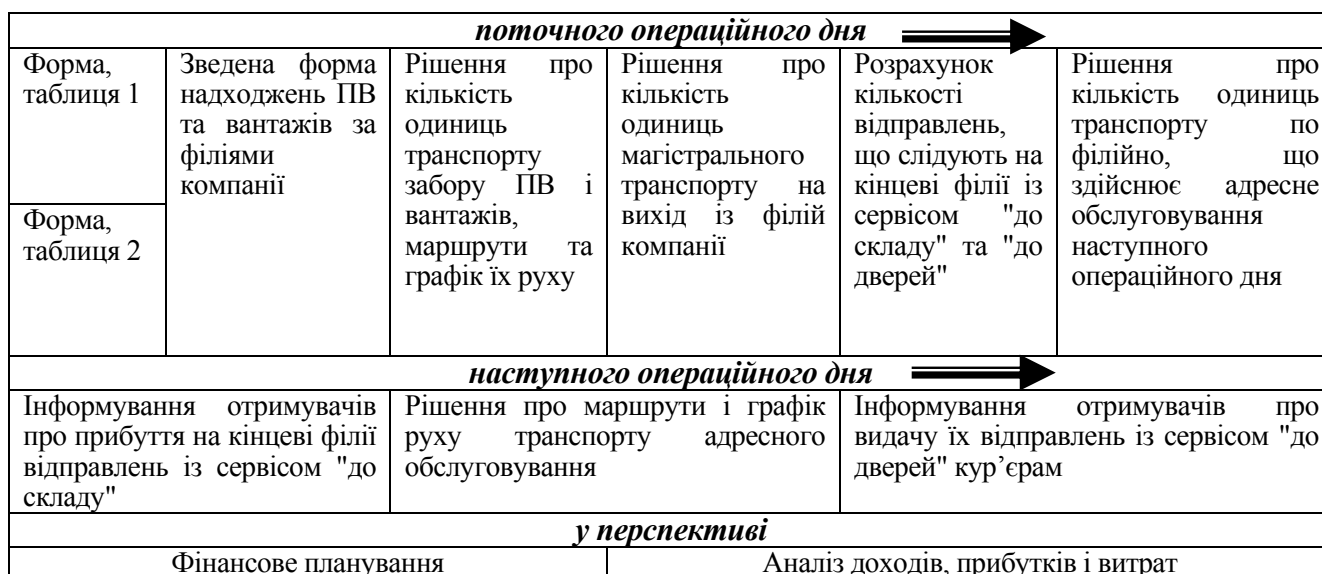 поточного операційного дня
Форма,
таблиця 1
Форма,
таблиця 2
Зведена форма
надходжень ПВ
та вантажів за
філіями
компанії
Рішення про
кількість
одиниць
транспорту
забору ПВ і
вантажів,
маршрути та
графік їх руху
Рішення про
кількість
одиниць
магістрального
транспорту на
вихід із філій
компанії
Розрахунок
кількості
відправлень,
що слідують на
кінцеві філії із
сервісом "до
складу" та "до
дверей"
Рішення про
кількість одиниць
транспорту по
філійно, що
здійснює адресне
обслуговування
наступного
операційного дня
наступного операційного дня
Інформування отримувачів
про прибуття на кінцеві філії
відправлень із сервісом "до
складу"
Рішення про маршрути і графік
руху транспорту адресного
обслуговування
Інформування отримувачів про
видачу їх відправлень із сервісом "до
дверей" кур’єрам
у перспективі
Фінансове планування
Аналіз доходів, прибутків і витрат